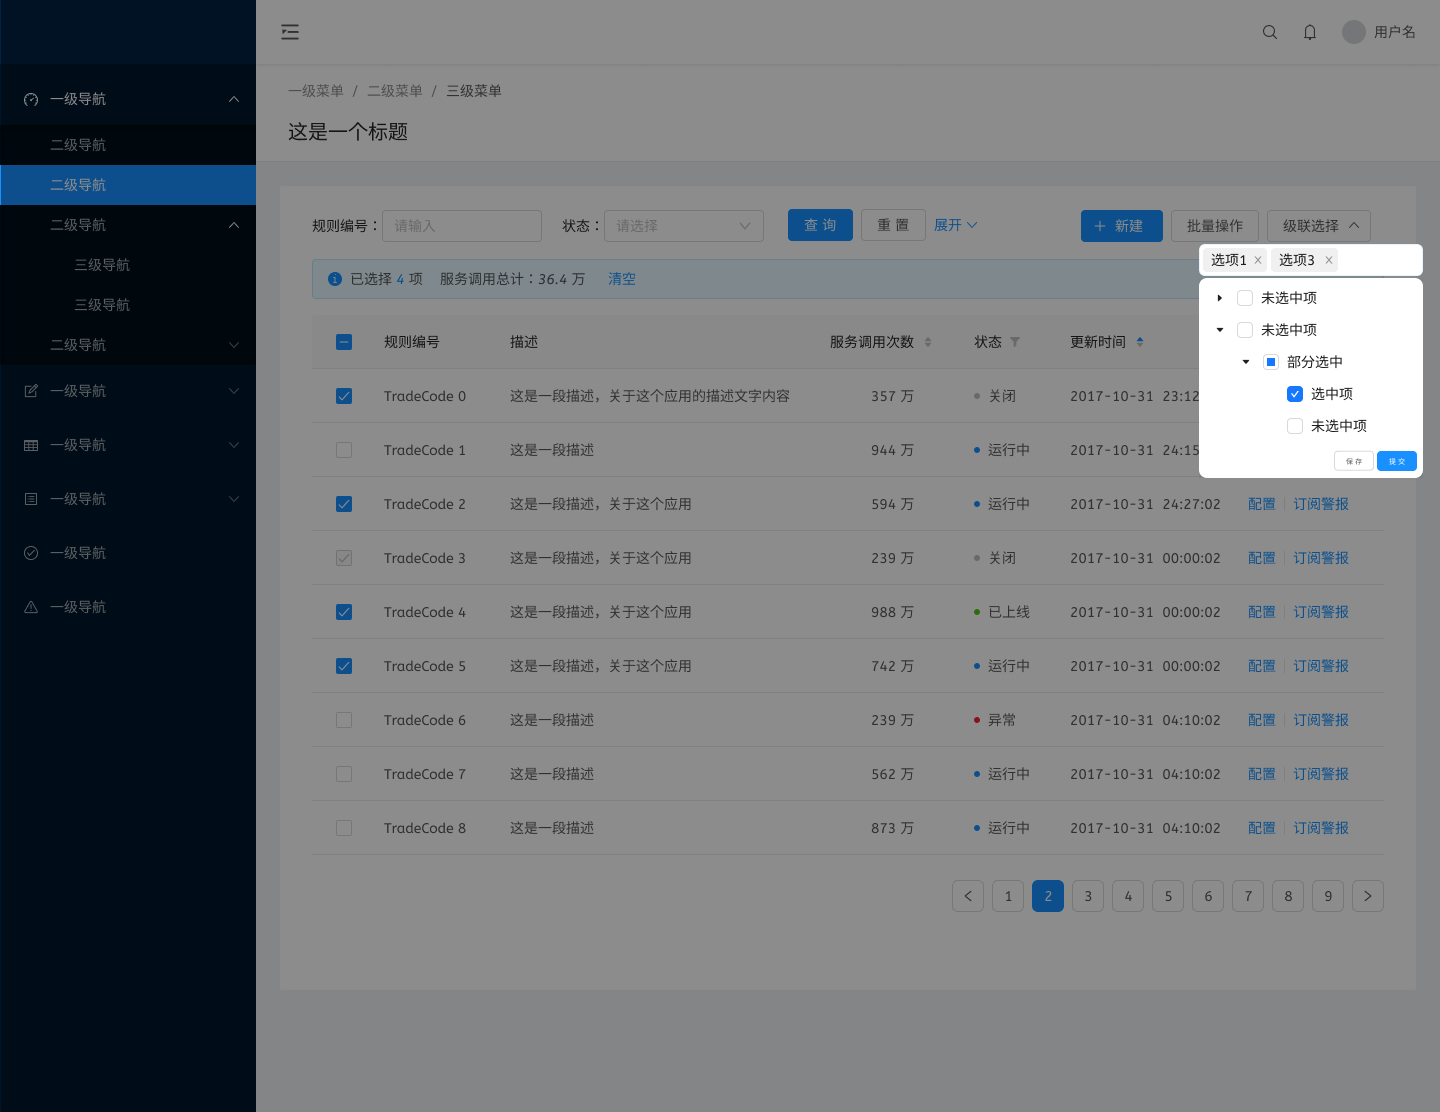 用户名
一级导航
二级导航
二级导航
二级导航
三级导航
三级导航
二级导航
一级导航
一级导航
一级导航
一级导航
一级导航
一级菜单 / 二级菜单 / 三级菜单
这是一个标题
规则编号： 请输入 状态： 请选择 查 询 重 置 展开 新建 批量操作 级联选择
已选择 4 项 服务调用总计：36.4 万 清空
选项1 选项3
未选中项
未选中项
部分选中
选中项
未选中项
保存 提交
规则编号 描述 服务调用次数 状态 更新时间
TradeCode 0 这是一段描述，关于这个应用的描述文字内容 357 万 关闭 2017-10-31 23:12
TradeCode 1 这是一段描述 944 万 运行中 2017-10-31 24:15
TradeCode 2 这是一段描述，关于这个应用 594 万 运行中 2017-10-31 24:27:02 配置 订阅警报
TradeCode 3 这是一段描述，关于这个应用 239 万 关闭 2017-10-31 00:00:02 配置 订阅警报
TradeCode 4 这是一段描述，关于这个应用 988 万 已上线 2017-10-31 00:00:02 配置 订阅警报
TradeCode 5 这是一段描述，关于这个应用 742 万 运行中 2017-10-31 00:00:02 配置 订阅警报
TradeCode 6 这是一段描述 239 万 异常 2017-10-31 04:10:02 配置 订阅警报
TradeCode 7 这是一段描述 562 万 运行中 2017-10-31 04:10:02 配置 订阅警报
TradeCode 8 这是一段描述 873 万 运行中 2017-10-31 04:10:02 配置 订阅警报
1 2 3 4 5 6 7 8 9